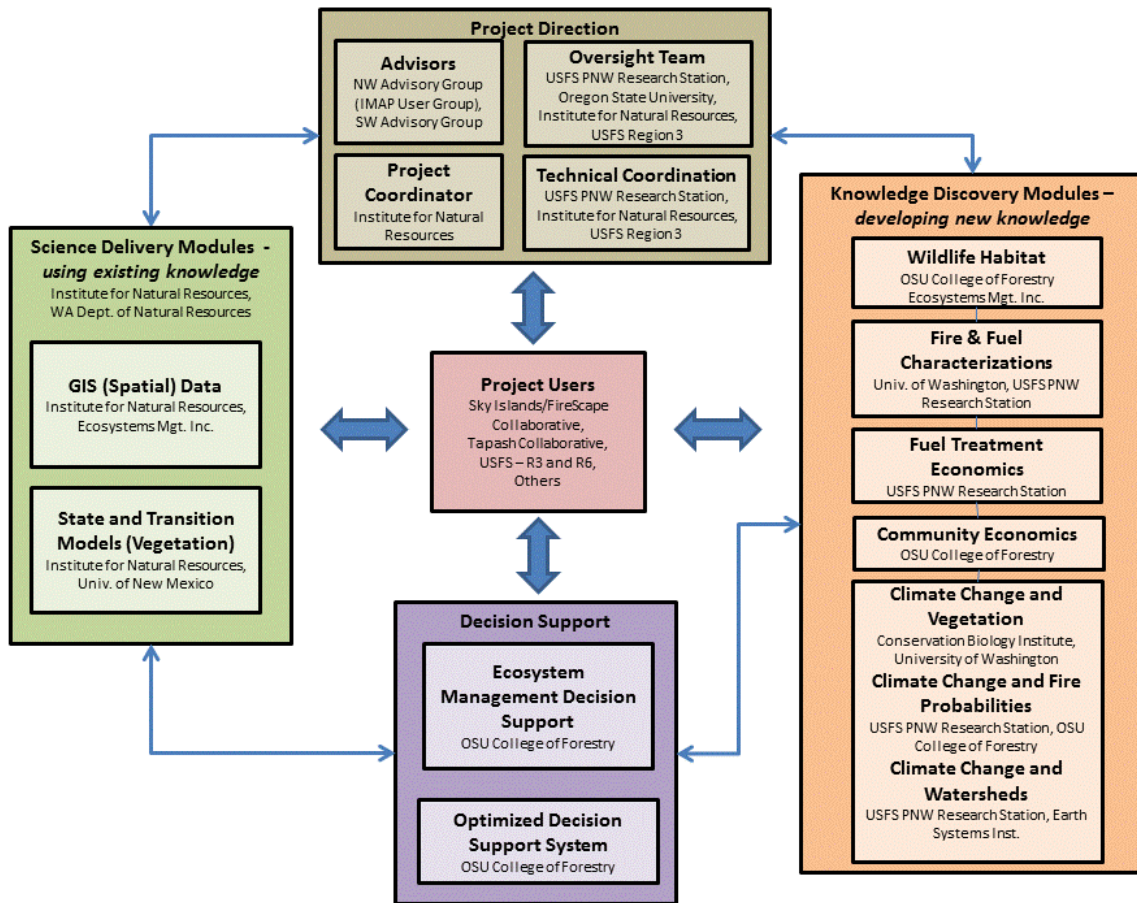 Project Direction
Advisors
NW Advisory Group
(IMAP User Group),
SW Advisory Group
Oversight Team
USFS PNW Research Station,
Oregon State University,
Institute for Natural Resources,
USFS Region 3
Project
Coordinator
Institute for Natural
Resources
Technical Coordination
USFS PNW Research Station,
Institute for Natural Resources,
USFS Region 3
Science Delivery Modules -
using existing knowledge
Institute for Natural Resources,
WA Dept. of Natural Resources
GIS (Spatial) Data
Institute for Natural Resources,
Ecosystems Mgt. Inc.
State and Transition
Models (Vegetation)
Institute for Natural Resources,
Univ. of New Mexico
Project Users
Sky Islands/FireScape
Collaborative,
Tapash Collaborative,
USFS – R3 and R6,
Others
Knowledge Discovery Modules –
developing new knowledge
Wildlife Habitat
OSU College of Forestry
Ecosystems Mgt. Inc.
Fire & Fuel
Characterizations
Univ. of Washington, USFS PNW
Research Station
Fuel Treatment
Economics
USFS PNW Research Station
Community Economics
OSU College of Forestry
Climate Change and
Vegetation
Conservation Biology Institute,
University of Washington
Climate Change and Fire
Probabilities
USFS PNW Research Station, OSU
College of Forestry
Climate Change and
Watersheds
USFS PNW Research Station, Earth
Systems Inst.
Decision Support
Ecosystem
Management Decision
Support
OSU College of Forestry
Optimized Decision
Support System
OSU College of Forestry